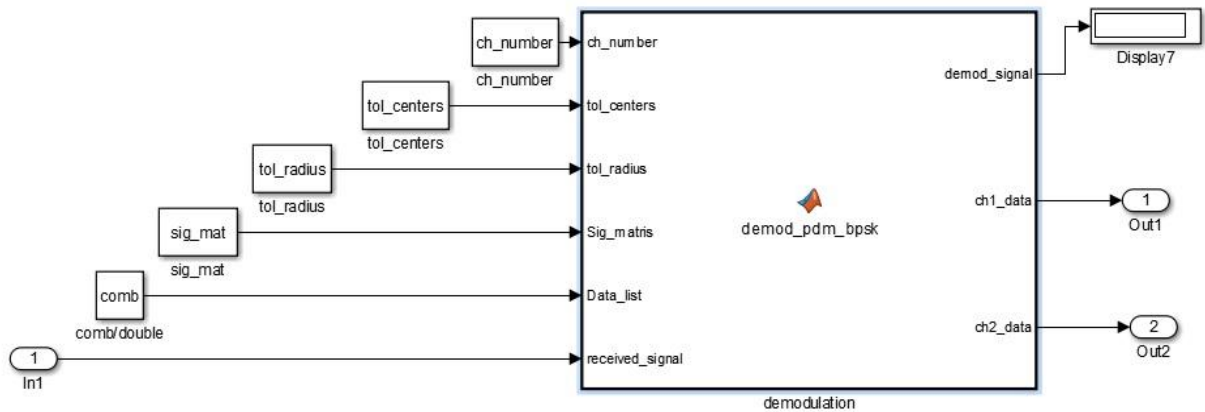 ch_number
ch_number
ch_number
demod_signal
Display7
tol_centers
tol_centers
tol_centers
tol_radius
tol_radius
tol_radius
demod_pdm_bpsk
ch1_data
1
Out1
sig_mat
sig_mat
Sig_matris
comb
comb/double
Data_list
ch2_data
2
Out2
1
In1
received_signal
demodulation